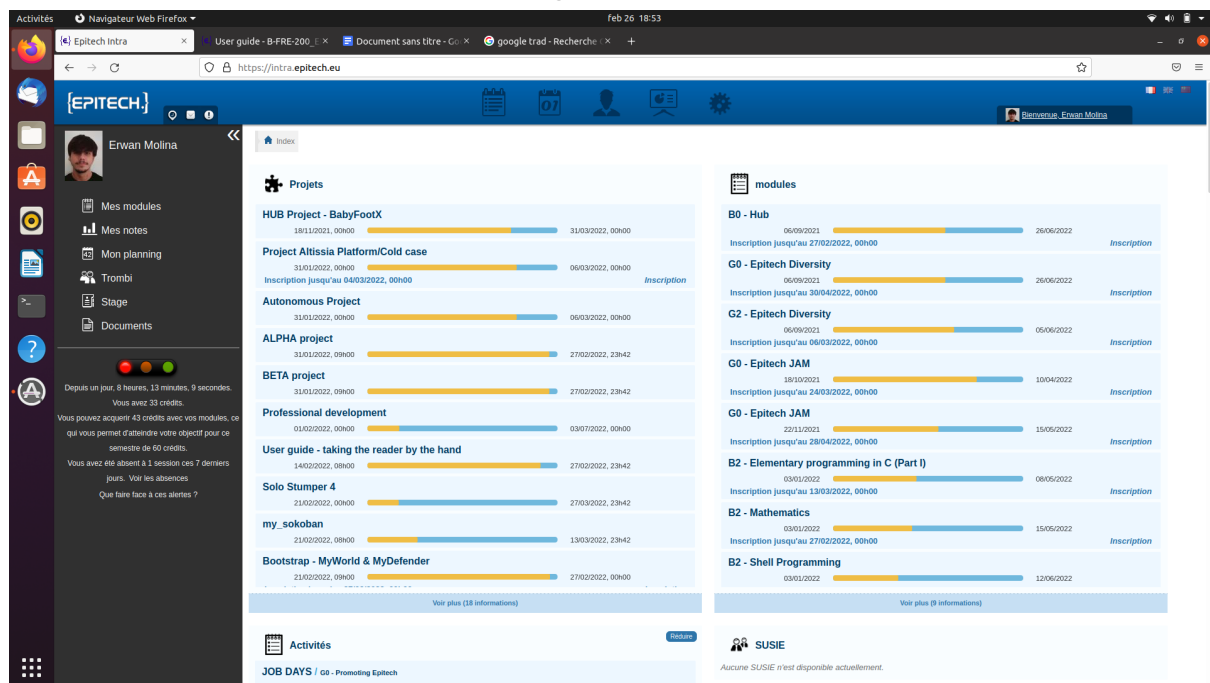 Activités
Navigateur Web Firefox
feb 26 18:53
Epitech Intra
User guide - B-FRE-200_E
Document sans titre - Go
google trad - Recherche
https://intra.epitech.eu
{EPITECH.}
Bienvenue, Erwan Molina
Erwan Molina
Mes modules
Mes notes
42
Mon planning
Trombi
Stage
Documents
Depuis un jour, 8 heures, 13 minutes, 9 secondes.
Vous avez 33 crédits.
Vous pouvez acquerir 43 crédits avec vos modules, ce
qui vous permet d'atteindre votre objectif pour ce
semestre de 60 crédits.
Vous avez été absent à 1 session ces 7 derniers
jours. Voir les absences
Que faire face à ces alertes ?
Index
Projets
HUB Project - BabyFootX
18/11/2021, 00h00 31/03/2022, 00h00
Project Altissia Platform/Cold case
31/01/2022, 00h00 06/03/2022, 00h00
Inscription jusqu'au 04/03/2022, 00h00 Inscription
Autonomous Project
31/01/2022, 00h00 06/03/2022, 00h00
ALPHA project
31/01/2022, 09h00 27/02/2022, 23h42
BETA project
31/01/2022, 09h00 27/02/2022, 23h42
Professional development
01/02/2022, 00h00 03/07/2022, 00h00
User guide - taking the reader by the hand
14/02/2022, 08h00 27/02/2022, 23h42
Solo Stumper 4
21/02/2022, 00h00 27/03/2022, 23h42
my_sokoban
21/02/2022, 08h00 13/03/2022, 23h42
Bootstrap - MyWorld & MyDefender
21/02/2022, 09h00 27/02/2022, 00h00
Voir plus (18 informations)
modules
B0 - Hub
06/09/2021 26/06/2022
Inscription jusqu'au 27/02/2022, 00h00 Inscription
G0 - Epitech Diversity
06/09/2021 26/06/2022
Inscription jusqu'au 30/04/2022, 00h00 Inscription
G2 - Epitech Diversity
06/09/2021 05/06/2022
Inscription jusqu'au 06/03/2022, 00h00 Inscription
G0 - Epitech JAM
18/10/2021 10/04/2022
Inscription jusqu'au 24/03/2022, 00h00 Inscription
G0 - Epitech JAM
22/11/2021 15/05/2022
Inscription jusqu'au 28/04/2022, 00h00 Inscription
B2 - Elementary programming in C (Part I)
03/01/2022 08/05/2022
Inscription jusqu'au 13/03/2022, 00h00 Inscription
B2 - Mathematics
03/01/2022 15/05/2022
Inscription jusqu'au 27/02/2022, 00h00 Inscription
B2 - Shell Programming
03/01/2022 12/06/2022
Voir plus (9 informations)
Activités
Réduire
JOB DAYS / G0 - Promoting Epitech
SUSIE
Aucune SUSIE n'est disponible actuellement.